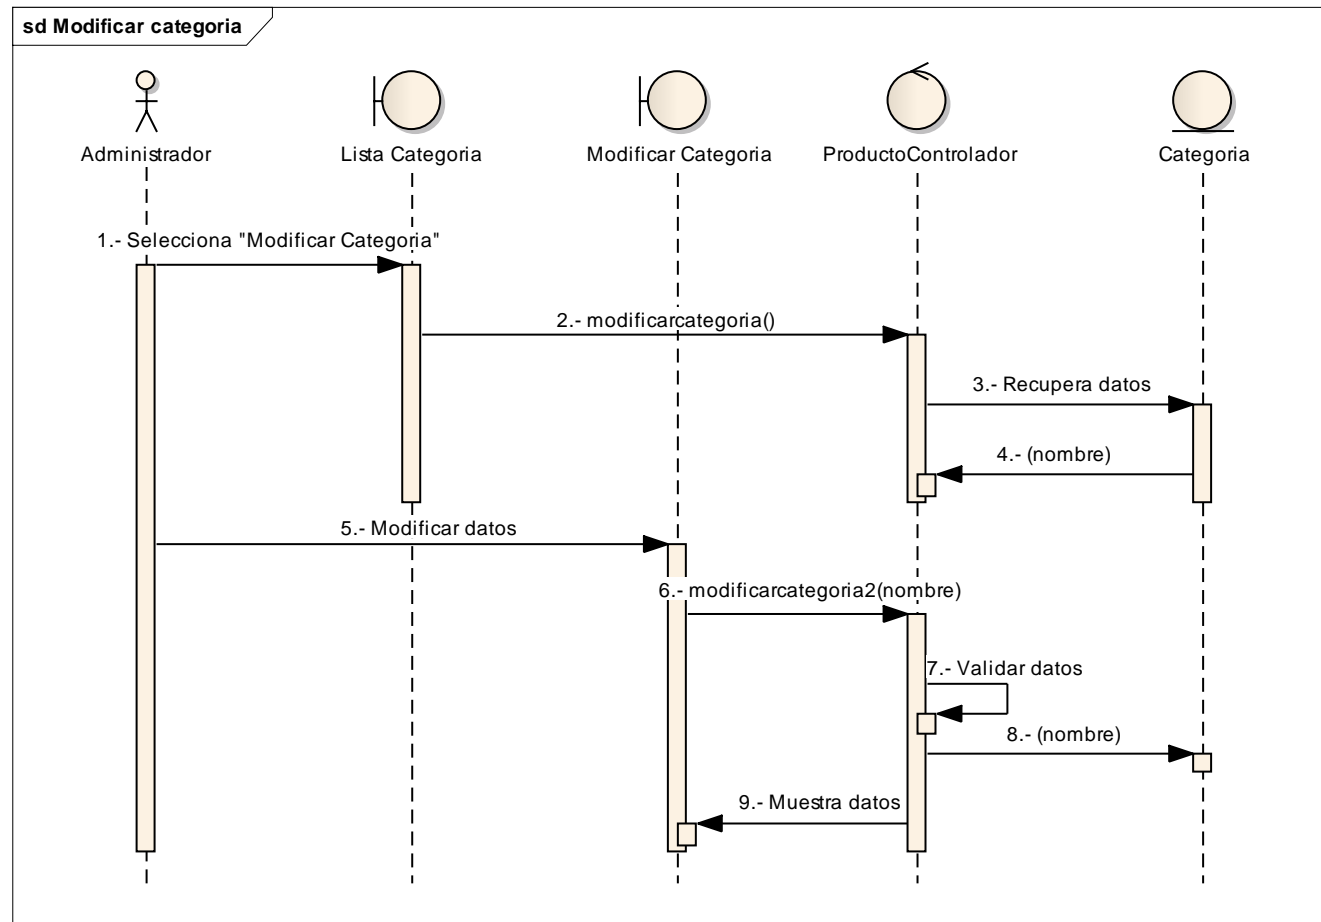 sd Modificar categoria
Administrador
Lista Categoria
Modificar Categoria
ProductoControlador
Categoria
1.- Selecciona "Modificar Categoria"
2.- modificarcategoria()
3.- Recupera datos
4.- (nombre)
5.- Modificar datos
6.- modificarcategoria2(nombre)
7.- Validar datos
8.- (nombre)
9.- Muestra datos